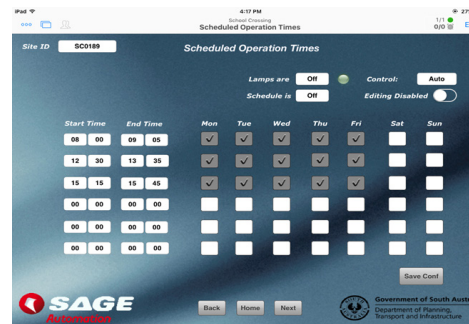 iPad 4:17 PM 27
School Crossing 1/1
Scheduled Operation Times 0/0 E
Site ID SC0189 Scheduled Operation Times
Lamps are Off Control: Auto
Schedule is Off Editing Disabled
Start Time End Time Mon Tue Wed Thu Fri Sat Sun
08 00 09 05
12 30 13 35
15 15 15 45
00 00 00 00
00 00 00 00
00 00 00 00
Save Conf
SAGE
Automation
Back Home Next
Government of South Aust
Department of Planning,
Transport and Infrastructure